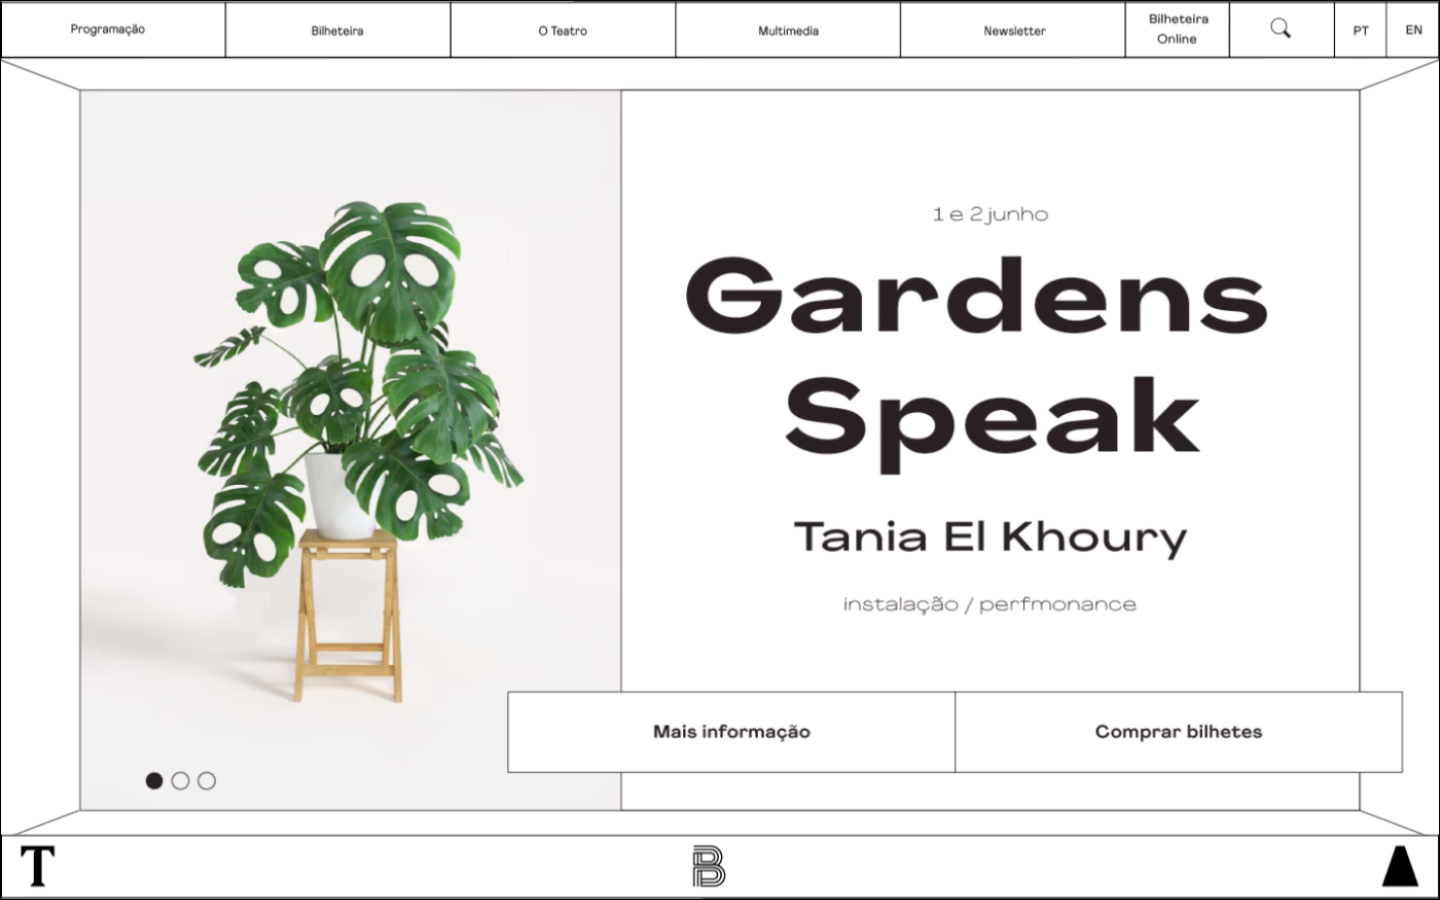 Programação
Bilheteira
O Teatro
Multimedia
Newsletter
Bilheteira
Online
PT
EN
1 e 2 junho
Gardens
Speak
Tania El Khoury
instalação / perfmonance
Mais informação
Comprar bilhetes
T
B
A